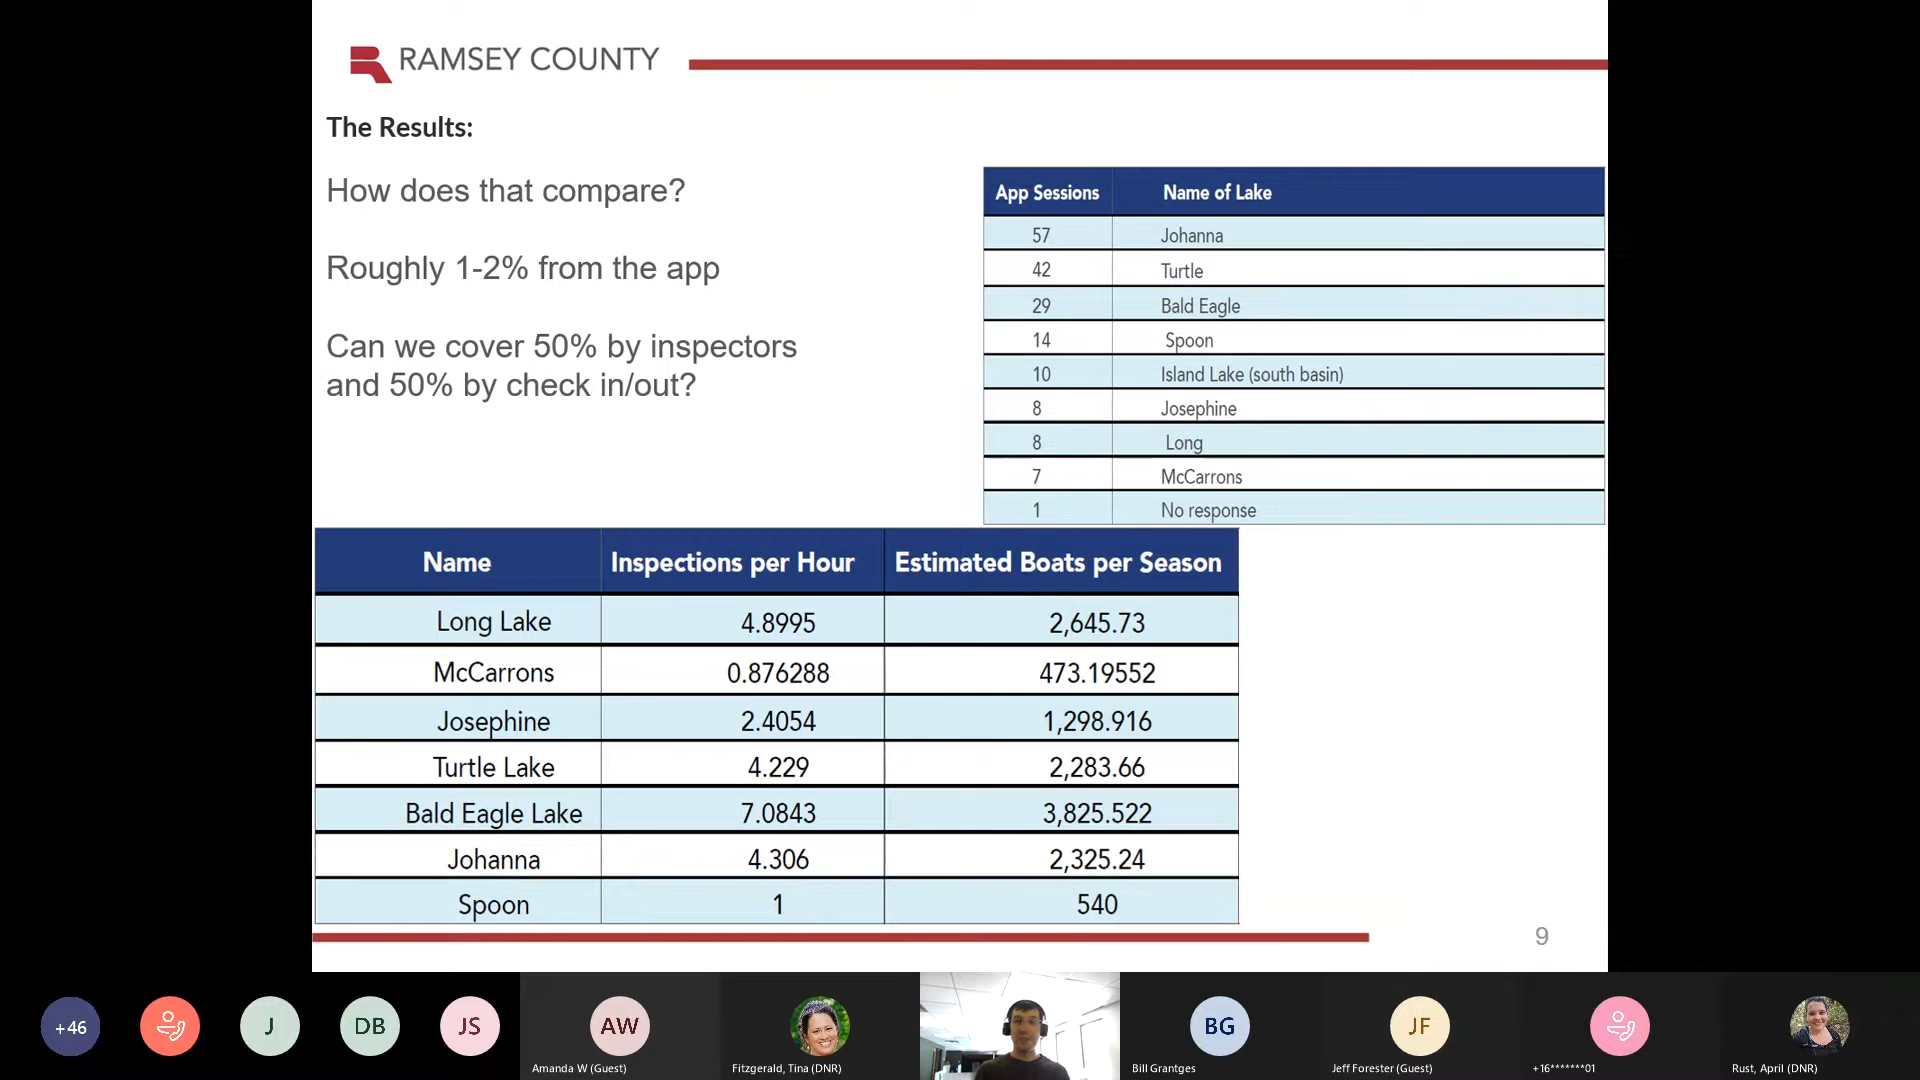 RAMSEY COUNTY
The Results:
How does that compare?
Roughly 1-2% from the app
Can we cover 50% by inspectors
and 50% by check in/out?
App Sessions Name of Lake
57 Johanna
42 Turtle
29 Bald Eagle
14 Spoon
10 Island Lake (south basin)
8 Josephine
8 Long
7 McCarrons
1 No response
Name Inspections per Hour Estimated Boats per Season
Long Lake 4.8995 2,645.73
McCarrons 0.876288 473.19552
Josephine 2.4054 1,298.916
Turtle Lake 4.229 2,283.66
Bald Eagle Lake 7.0843 3,825.522
Johanna 4.306 2,325.24
Spoon 1 540
9
+46 J DB JS AW BG JF
Amanda W (Guest) Fitzgerald, Tina (DNR) Bill Grantges Jeff Forester (Guest) +16*******01 Rust, April (DNR)